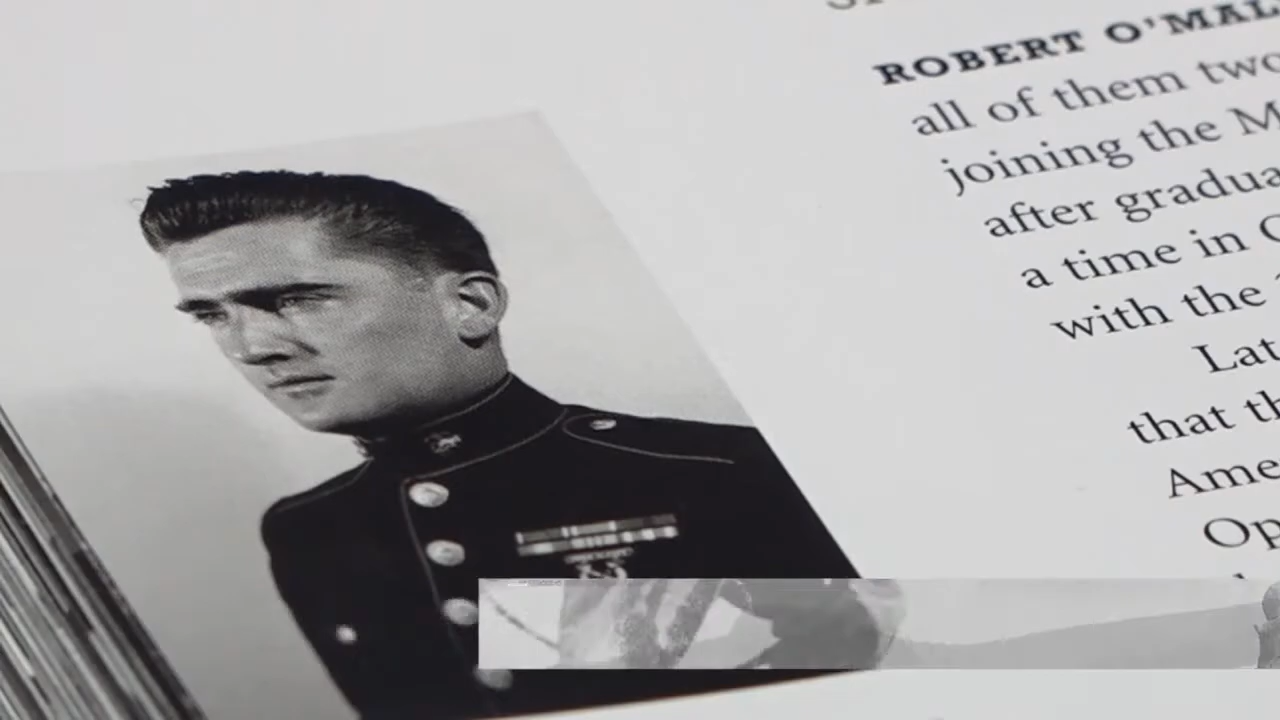 ROBERT O'MAL
all of them two
joining the M
after gradua
a time in C
with the
Lat
that th
Ame
Op